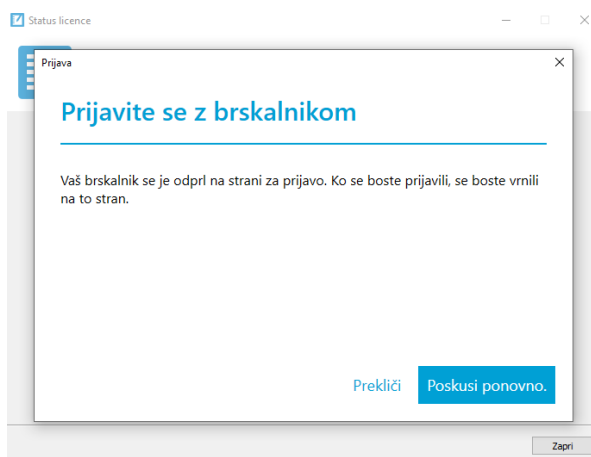 Status licence
Prijava
Prijavite se z brskalnikom
Vaš brskalnik se je odprl na strani za prijavo. Ko se boste prijavili, se boste vrnili
na to stran.
Prekliči
Poskusi ponovno.
Zapri